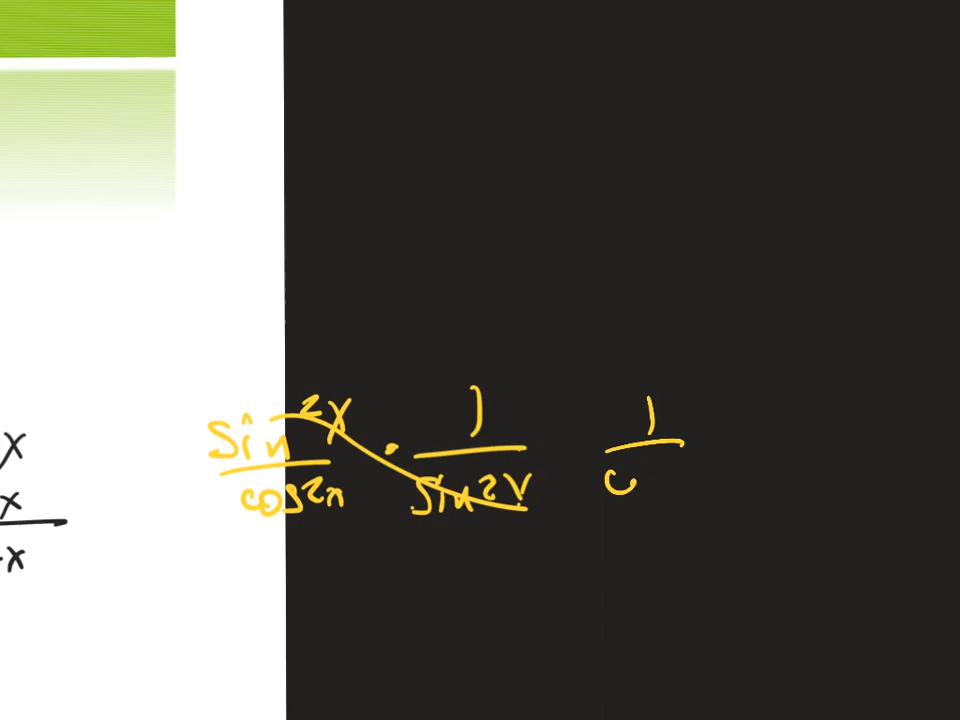 x
x
-x
sin²x/cos²x · 1/sin²x 1/c